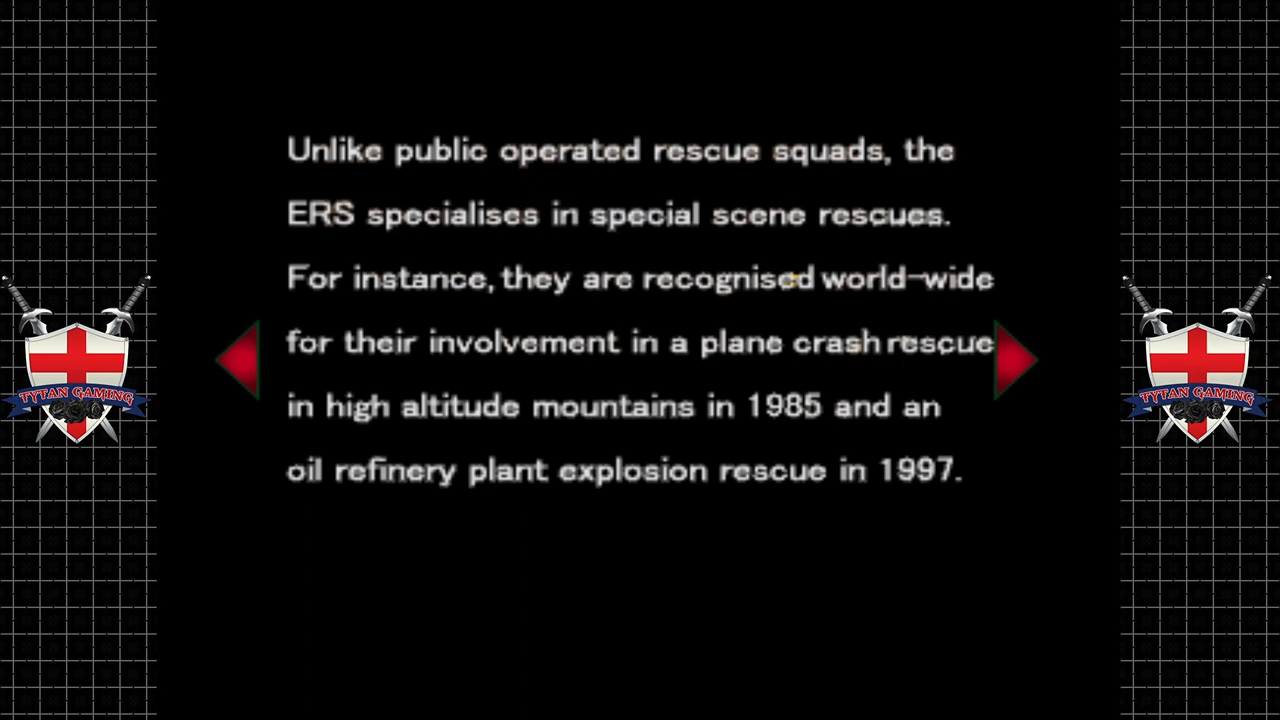 Unlike public operated rescue squads, the
ERS specialises in special scene rescues.
For instance, they are recognised world-wide
for their involvement in a plane crash rescue
in high altitude mountains in 1985 and an
oil refinery plant explosion rescue in 1997.
TYTAN GAMING
TYTAN GAMING